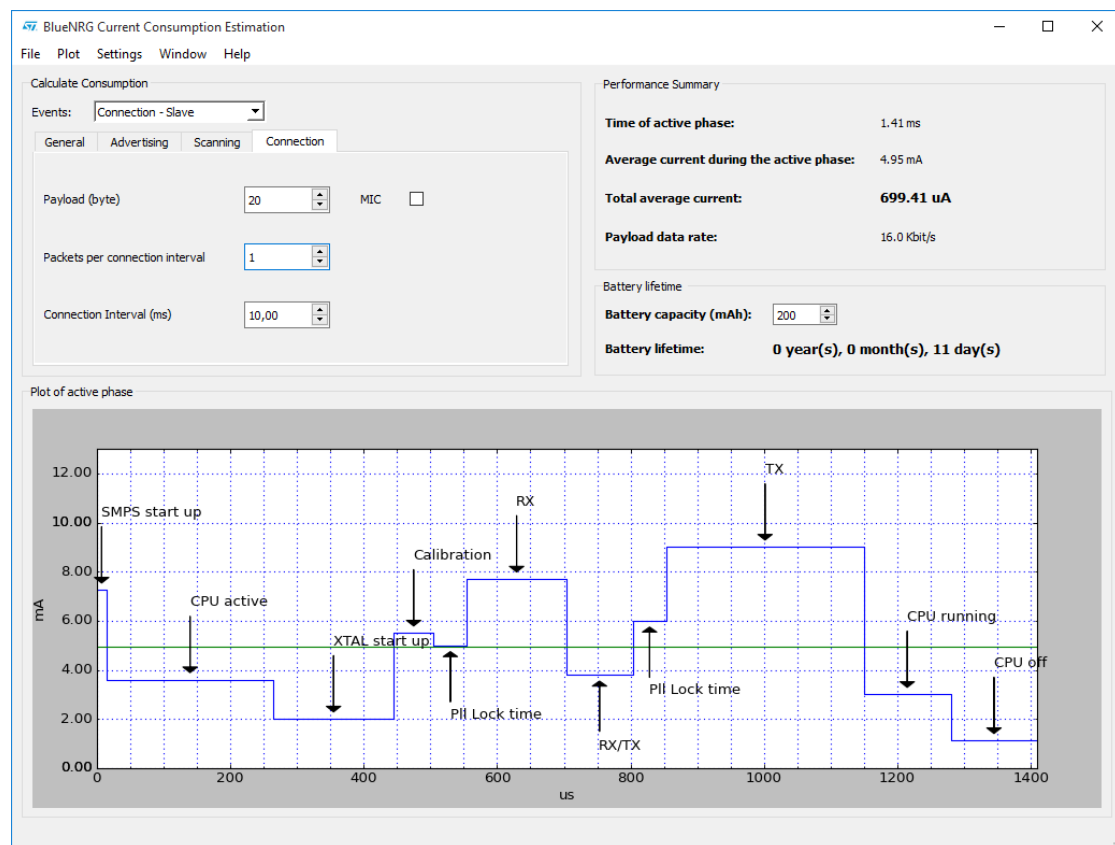 BlueNRG Current Consumption Estimation
File Plot Settings Window Help
Calculate Consumption
Events: Connection - Slave
General Advertising Scanning Connection
Payload (byte) 20 MIC
Packets per connection interval 1
Connection Interval (ms) 10,00
Performance Summary
Time of active phase: 1.41 ms
Average current during the active phase: 4.95 mA
Total average current: 699.41 uA
Payload data rate: 16.0 Kbit/s
Battery lifetime
Battery capacity (mAh): 200
Battery lifetime: 0 year(s), 0 month(s), 11 day(s)
Plot of active phase
12.00
10.00
8.00
6.00
4.00
2.00
0.00
mA
SMPS start up
CPU active
XTAL start up
Calibration
Pll Lock time
RX
RX/TX
Pll Lock time
TX
CPU running
CPU off
0 200 400 600 800 1000 1200 1400
us